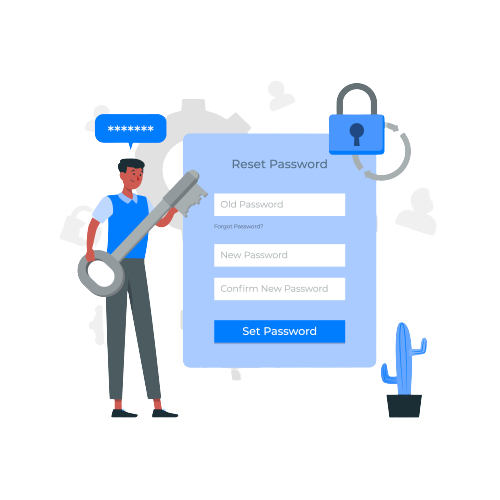 *******
Reset Password
Old Password
Forgot Password?
New Password
Confirm New Password
Set Password